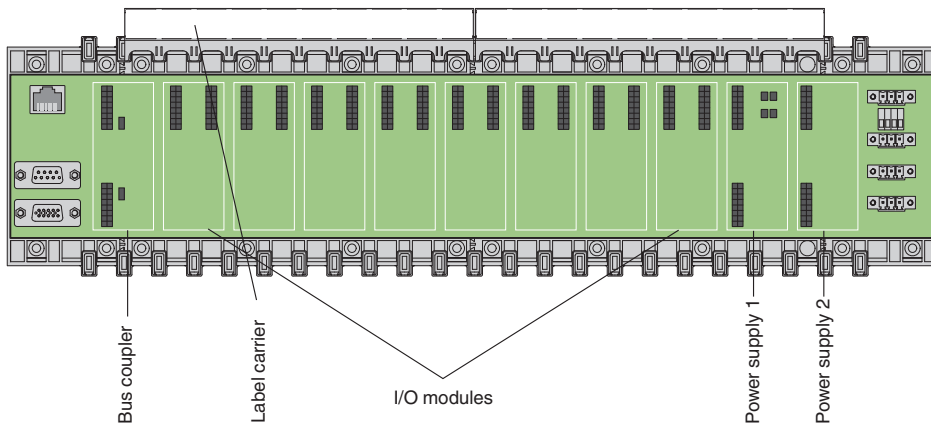 Bus coupler
Label carrier
I/O modules
Power supply 1
Power supply 2